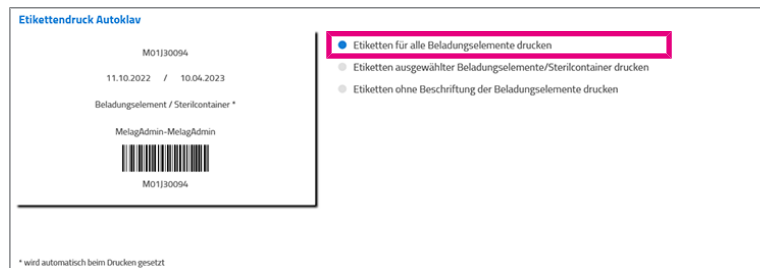 Etikettendruck Autoklav
M01J30094
11.10.2022 / 10.04.2023
Beladungselement / Sterilcontainer *
MelagAdmin-MelagAdmin
M01J30094
Etiketten für alle Beladungselemente drucken
Etiketten ausgewählter Beladungselemente/Sterilcontainer drucken
Etiketten ohne Beschriftung der Beladungselemente drucken
* wird automatisch beim Drucken gesetzt